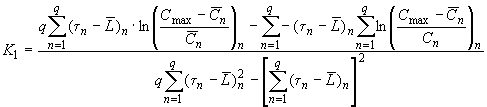 $$K_1 = \frac{q\sum_{n=1}^{q}(\tau_n - \overline{L})_n \cdot \ln\left(\frac{C_{\max} - \overline{C}_n}{\overline{C}_n}\right)_n - \sum_{n=1}^{q} - (\tau_n - \overline{L})_n \sum_{n=1}^{q} \ln\left(\frac{C_{\max} - \overline{C}_n}{C_n}\right)_n}{q\sum_{n=1}^{q}(\tau_n - \overline{L})_n^2 - \left[\sum_{n=1}^{q}(\tau_n - \overline{L})_n\right]^2}$$